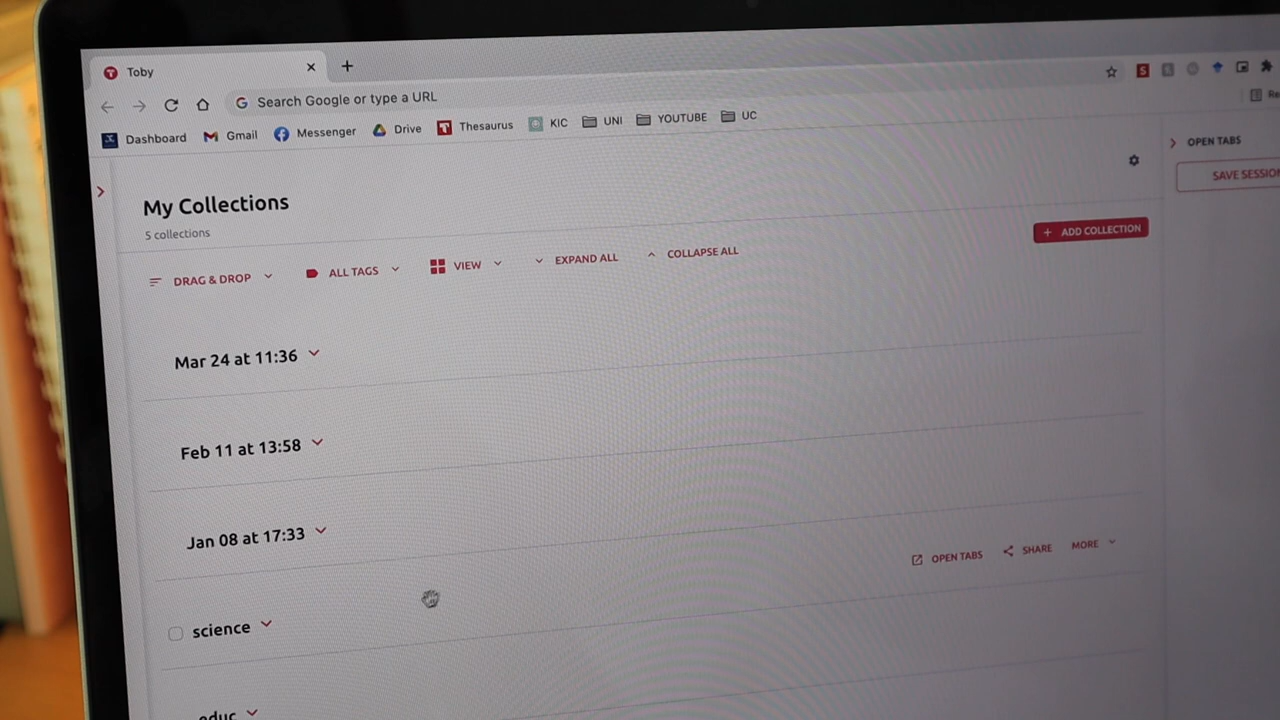 Toby
Search Google or type a URL
Dashboard Gmail Messenger Drive Thesaurus KIC UNI YOUTUBE UC
OPEN TABS
My Collections
5 collections
SAVE
ADD COLLECTION
DRAG & DROP ALL TAGS VIEW EXPAND ALL COLLAPSE ALL
Mar 24 at 11:36
Feb 11 at 13:58
Jan 08 at 17:33
OPEN TABS SHARE MORE
science
educ